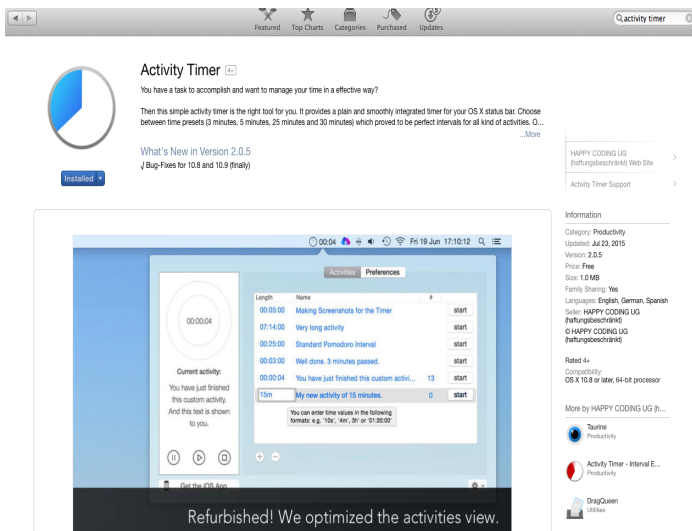 Featured
Top Charts
Categories
Purchased
Updates
activity timer
Activity Timer 4+
You have a task to accomplish and want to manage your time in a effective way?
Then this simple activity timer is the right tool for you. It provides a plain and smoothly integrated timer for your OS X status bar. Choose
between time presets (3 minutes, 5 minutes, 25 minutes and 30 minutes) which proved to be perfect intervals for all kind of activities. O...
...More
What's New in Version 2.0.5
√ Bug-Fixes for 10.8 and 10.9 (finally)
Installed
HAPPY CODING UG
(haftungsbeschränkt) Web Site
Activity Timer Support
Information
Category: Productivity
Updated: Jul 23, 2015
Version: 2.0.5
Price: Free
Size: 1.0 MB
Family Sharing: Yes
Languages: English, German, Spanish
Seller: HAPPY CODING UG
(haftungsbeschränkt)
© HAPPY CODING UG
(haftungsbeschränkt)
Rated 4+
Compatibility:
OS X 10.8 or later, 64-bit processor
More by HAPPY CODING UG (h...
Taurine
Productivity
Activity Timer - Interval E...
Productivity
DragQueen
Utilities
00:04
Fri 19 Jun 17:10:12
Activities
Preferences
00:00:04
Current activity:
You have just finished
this custom activity.
And this text is shown
to you.
Length Name #
00:05:00 Making Screenshots for the Timer start
07:14:00 Very long activity start
00:25:00 Standard Pomodoro Interval start
00:03:00 Well done. 3 minutes passed. start
00:00:04 You have just finished this custom activi... 13 start
15m My new activity of 15 minutes. 0 start
You can enter time values in the following
formats: e.g. '10s', '4m', 3h' or '01:30:00'
Get the iOS App
Refurbished! We optimized the activities view.